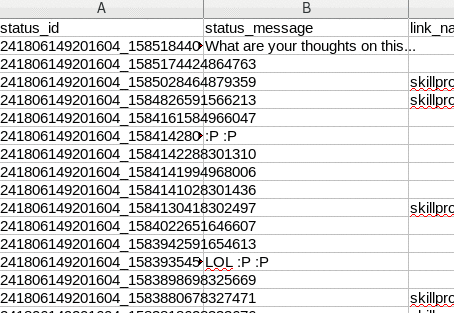 A B
status_id status_message link_na
241806149201604_158518440 What are your thoughts on this...
241806149201604_1585174424864763
241806149201604_1585028464879359 skillpro
241806149201604_1584826591566213 skillpro
241806149201604_1584161584966047
241806149201604_158414280 :P :P
241806149201604_1584142288301310
241806149201604_1584141994968006
241806149201604_1584141028301436
241806149201604_1584130418302497 skillpro
241806149201604_1584022651646607
241806149201604_1583942591654613
241806149201604_158393545 LOL :P :P
241806149201604_1583898698325669
241806149201604_1583880678327471 skillpro